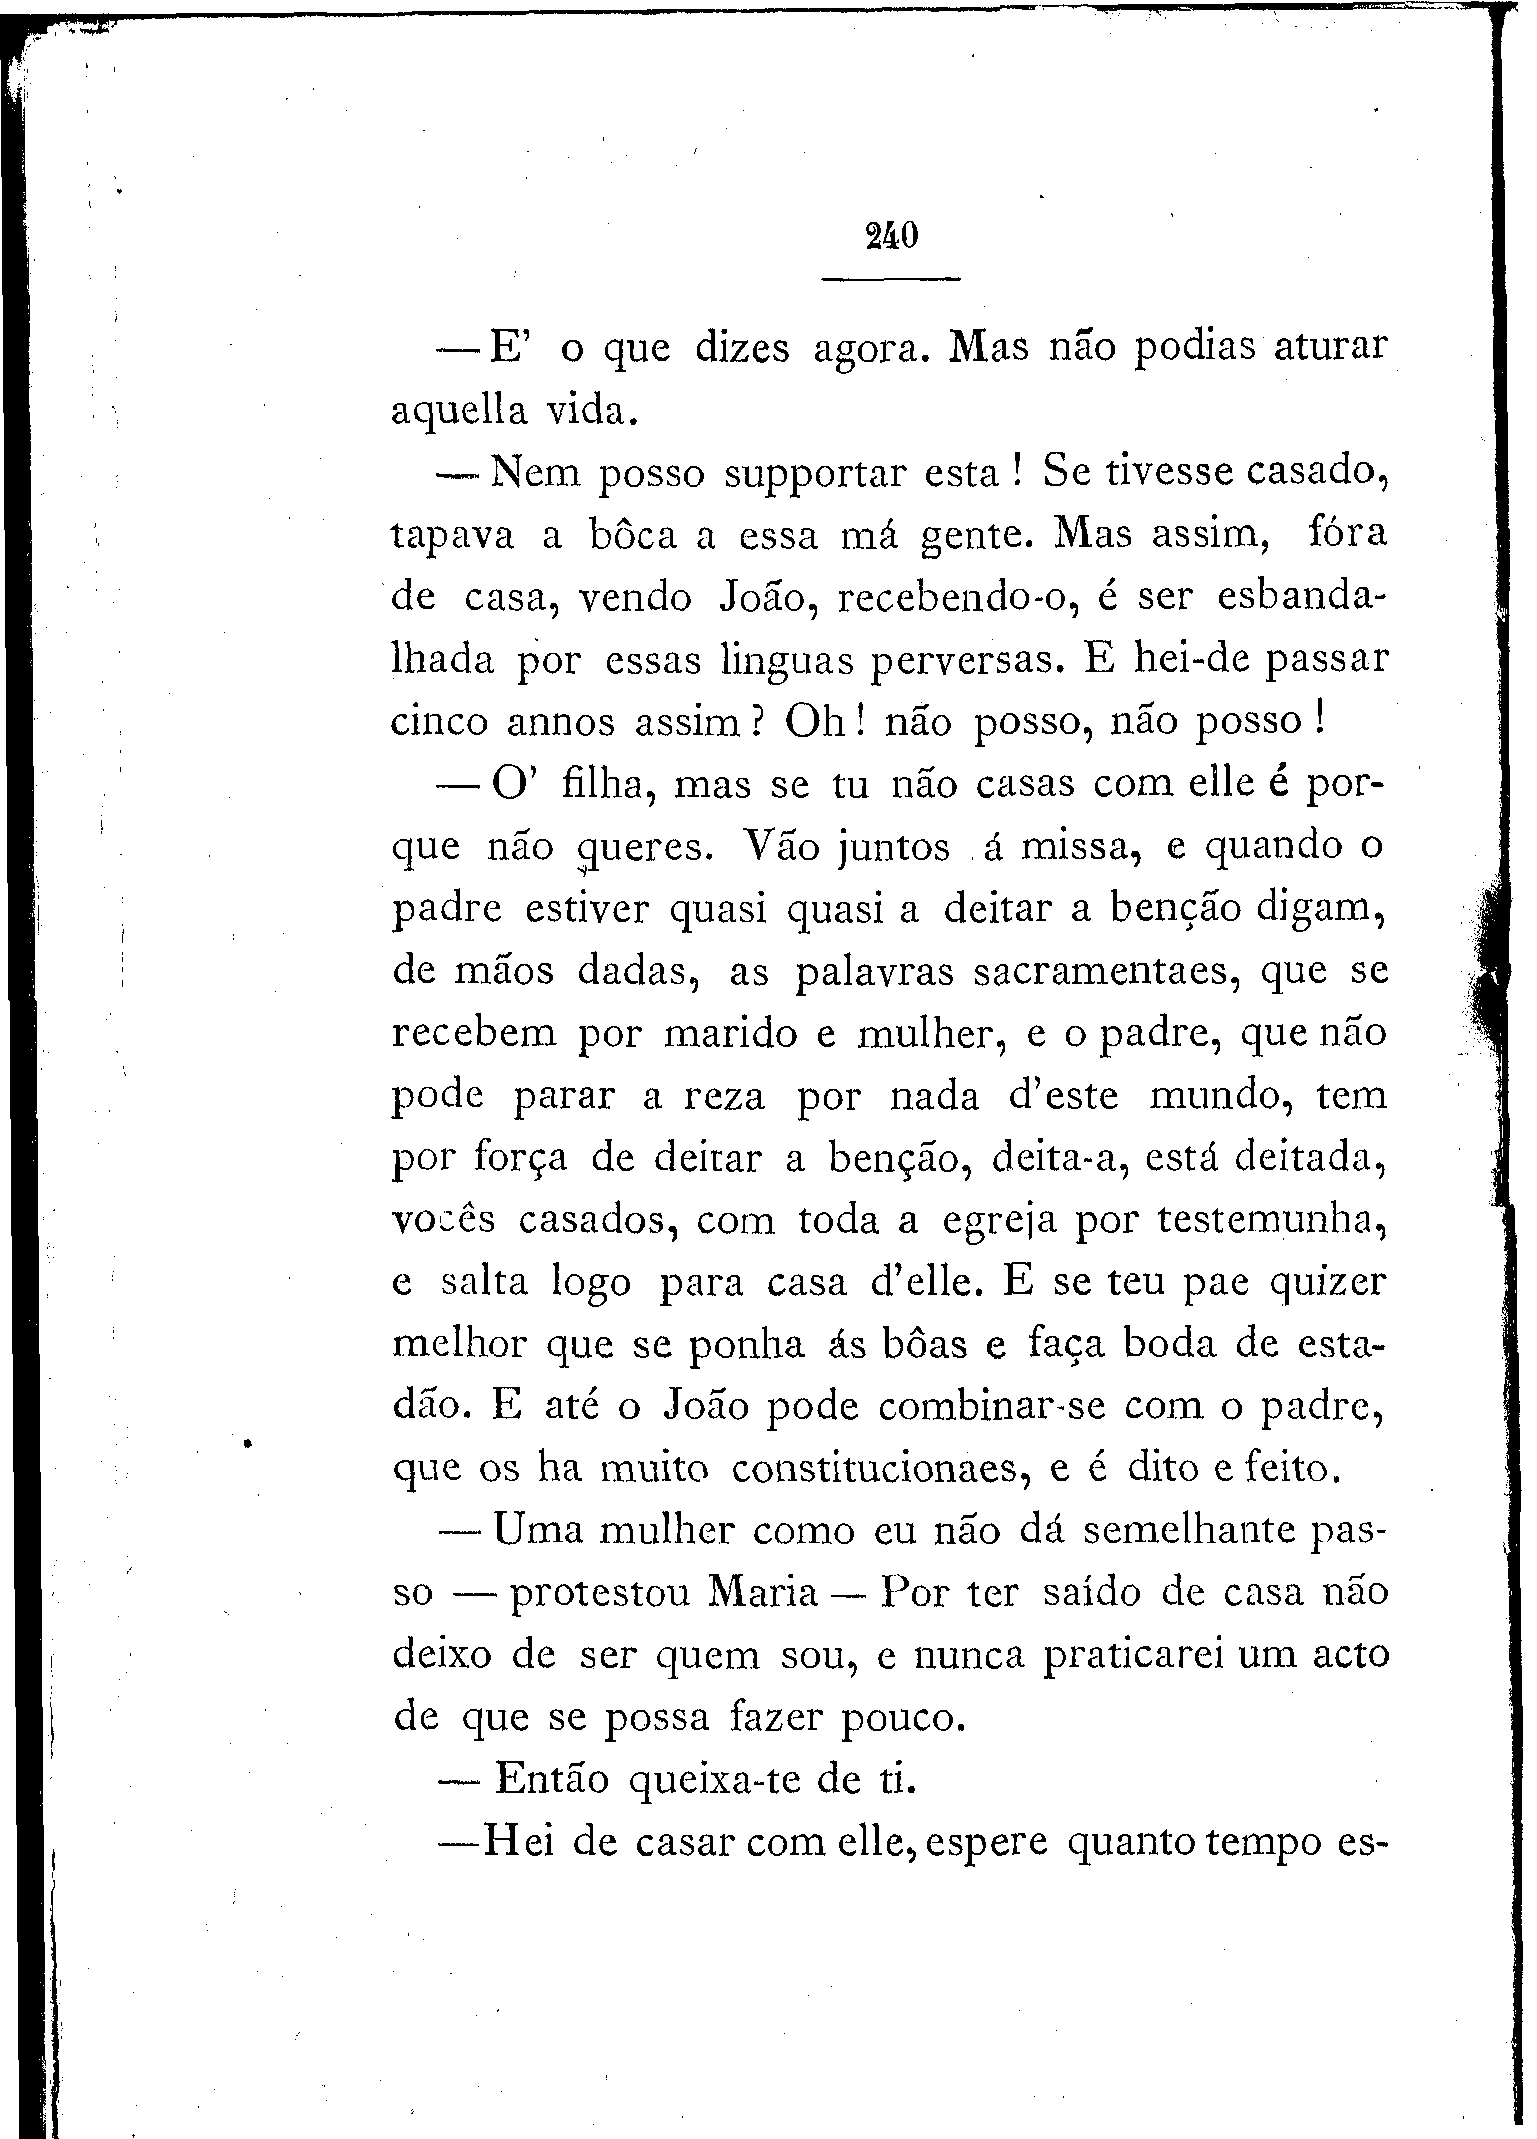 240
— E' o que dizes agora. Mas não podias aturar
aquella vida.
— Nem posso supportar esta ! Se tivesse casado,
tapava a bôca a essa má gente. Mas assim, fóra
de casa, vendo João, recebendo-o, é ser esbanda-
lhada por essas linguas perversas. E hei-de passar
cinco annos assim ? Oh ! não posso, não posso !
— O' filha, mas se tu não casas com elle é por-
que não queres. Vão juntos á missa, e quando o
padre estiver quasi quasi a deitar a benção digam,
de mãos dadas, as palavras sacramentaes, que se
recebem por marido e mulher, e o padre, que não
pode parar a reza por nada d'este mundo, tem
por força de deitar a benção, deita-a, está deitada,
vocês casados, com toda a egreja por testemunha,
e salta logo para casa d'elle. E se teu pae quizer
melhor que se ponha ás bôas e faça boda de esta-
dão. E até o João pode combinar-se com o padre,
que os ha muito constitucionaes, e é dito e feito.
— Uma mulher como eu não dá semelhante pas-
so — protestou Maria — Por ter saído de casa não
deixo de ser quem sou, e nunca praticarei um acto
de que se possa fazer pouco.
— Então queixa-te de ti.
—Hei de casar com elle, espere quanto tempo es-